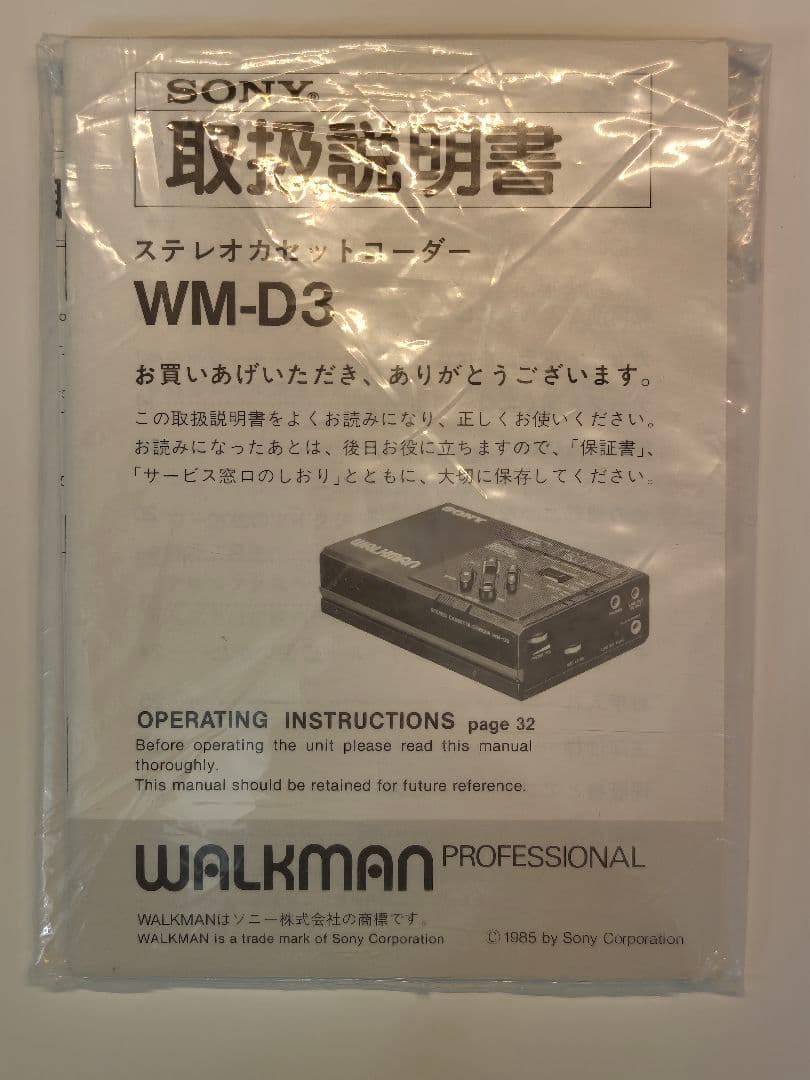 SONY®
取扱説明書
ステレオカセットコーダー
WM-D3
お買いあげいただき、ありがとうございます。
この取扱説明書をよくお読みになり、正しくお使いください。
お読みになったあとは、後日お役に立ちますので、「保証書」、
「サービス窓口のしおり」とともに、大切に保存してください。
SONY
WALKMAN
STEREO CASSETTE-CORDER WM-D3
OPERATING INSTRUCTIONS page 32
Before operating the unit please read this manual
thoroughly.
This manual should be retained for future reference.
WALKMAN PROFESSIONAL
WALKMANはソニー株式会社の商標です。
WALKMAN is a trade mark of Sony Corporation
©1985 by Sony Corporation